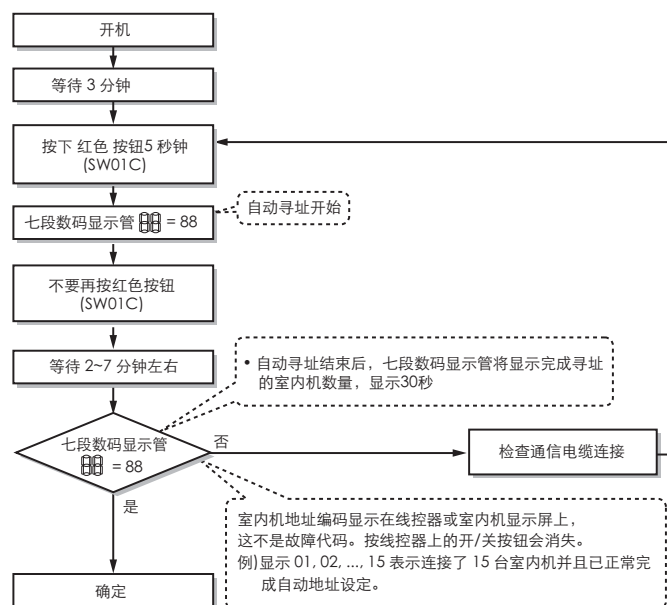 开机
等待 3 分钟
按下 红色 按钮5 秒钟
(SW01C)
七段数码显示管 88 = 88
自动寻址开始
不要再按红色按钮
(SW01C)
等待 2~7 分钟左右
• 自动寻址结束后，七段数码显示管将显示完成寻址
的室内机数量，显示30秒
七段数码显示管
88 = 88
否
检查通信电缆连接
是
室内机地址编码显示在线控器或室内机显示屏上，
这不是故障代码。按线控器上的开/关按钮会消失。
例)显示 01, 02, ..., 15 表示连接了 15 台室内机并且已正常完
成自动地址设定。
确定